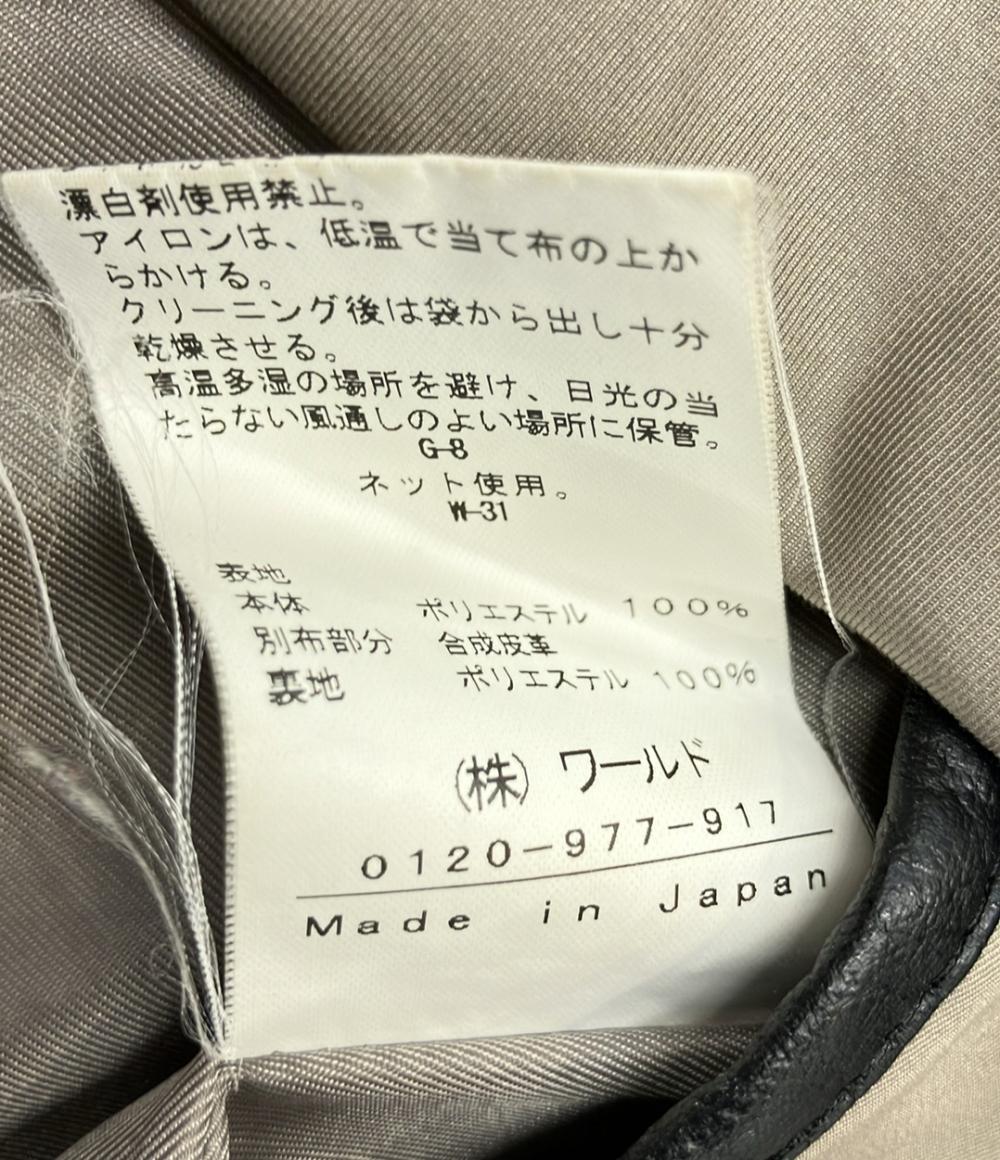 漂白剤使用禁止。
アイロンは、低温で当て布の上か
らかける。
クリーニング後は袋から出し十分
乾燥させる。
高温多湿の場所を避け、日光の当
たらない風通しのよい場所に保管。
G-8
ネット使用。
W-31
表地
本体 ポリエステル 100%
別布部分 合成皮革
裏地 ポリエステル 100%
(株) ワールド
0120-977-917
Made in Japan